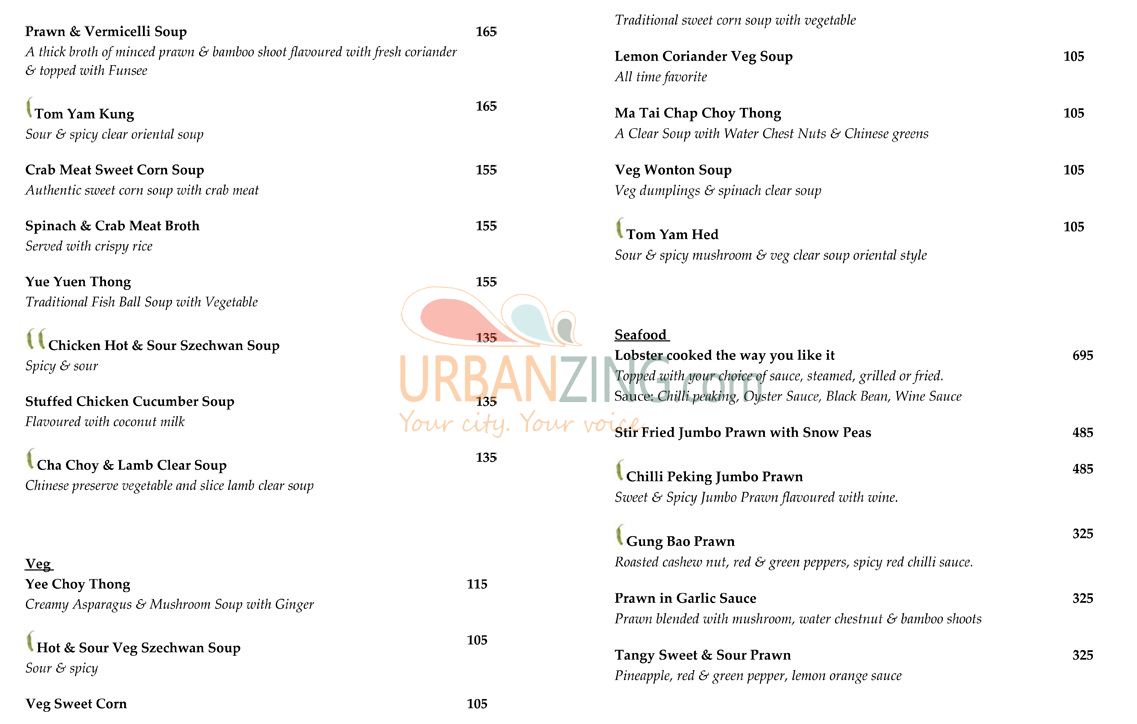 Prawn & Vermicelli Soup 165
A thick broth of minced prawn & bamboo shoot flavoured with fresh coriander
& topped with Funsee
Tom Yam Kung 165
Sour & spicy clear oriental soup
Crab Meat Sweet Corn Soup 155
Authentic sweet corn soup with crab meat
Spinach & Crab Meat Broth 155
Served with crispy rice
Yue Yuen Thong 155
Traditional Fish Ball Soup with Vegetable
Chicken Hot & Sour Szechwan Soup 135
Spicy & sour
Stuffed Chicken Cucumber Soup 135
Flavoured with coconut milk
Cha Choy & Lamb Clear Soup 135
Chinese preserve vegetable and slice lamb clear soup
Veg
Yee Choy Thong 115
Creamy Asparagus & Mushroom Soup with Ginger
Hot & Sour Veg Szechwan Soup 105
Sour & spicy
Veg Sweet Corn 105
Traditional sweet corn soup with vegetable
Lemon Coriander Veg Soup 105
All time favorite
Ma Tai Chap Choy Thong 105
A Clear Soup with Water Chest Nuts & Chinese greens
Veg Wonton Soup 105
Veg dumplings & spinach clear soup
Tom Yam Hed 105
Sour & spicy mushroom & veg clear soup oriental style
Seafood
Lobster cooked the way you like it 695
Topped with your choice of sauce, steamed, grilled or fried.
Sauce: Chilli peaking, Oyster Sauce, Black Bean, Wine Sauce
Stir Fried Jumbo Prawn with Snow Peas 485
Chilli Peking Jumbo Prawn 485
Sweet & Spicy Jumbo Prawn flavoured with wine.
Gung Bao Prawn 325
Roasted cashew nut, red & green peppers, spicy red chilli sauce.
Prawn in Garlic Sauce 325
Prawn blended with mushroom, water chestnut & bamboo shoots
Tangy Sweet & Sour Prawn 325
Pineapple, red & green pepper, lemon orange sauce
URBANZING.com
Your city. Your voice.